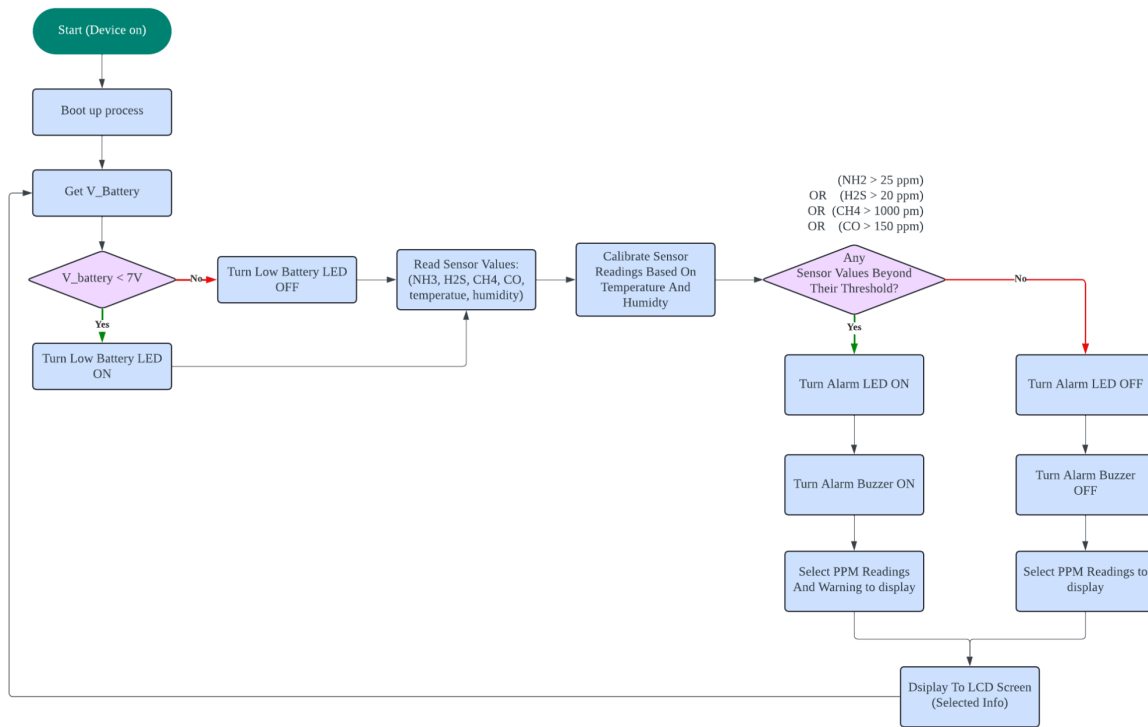 Start (Device on)
Boot up process
Get V_Battery
V_battery < 7V
No
Yes
Turn Low Battery LED
OFF
Turn Low Battery LED
ON
Read Sensor Values:
(NH3, H2S, CH4, CO,
temperatue, humidity)
Calibrate Sensor
Readings Based On
Temperature And
Humidty
(NH2 > 25 ppm)
OR (H2S > 20 ppm)
OR (CH4 > 1000 pm)
OR (CO > 150 ppm)
Any
Sensor Values Beyond
Their Threshold?
No
Yes
Turn Alarm LED ON
Turn Alarm Buzzer ON
Select PPM Readings
And Warning to display
Turn Alarm LED OFF
Turn Alarm Buzzer
OFF
Select PPM Readings to
display
Dsiplay To LCD Screen
(Selected Info)